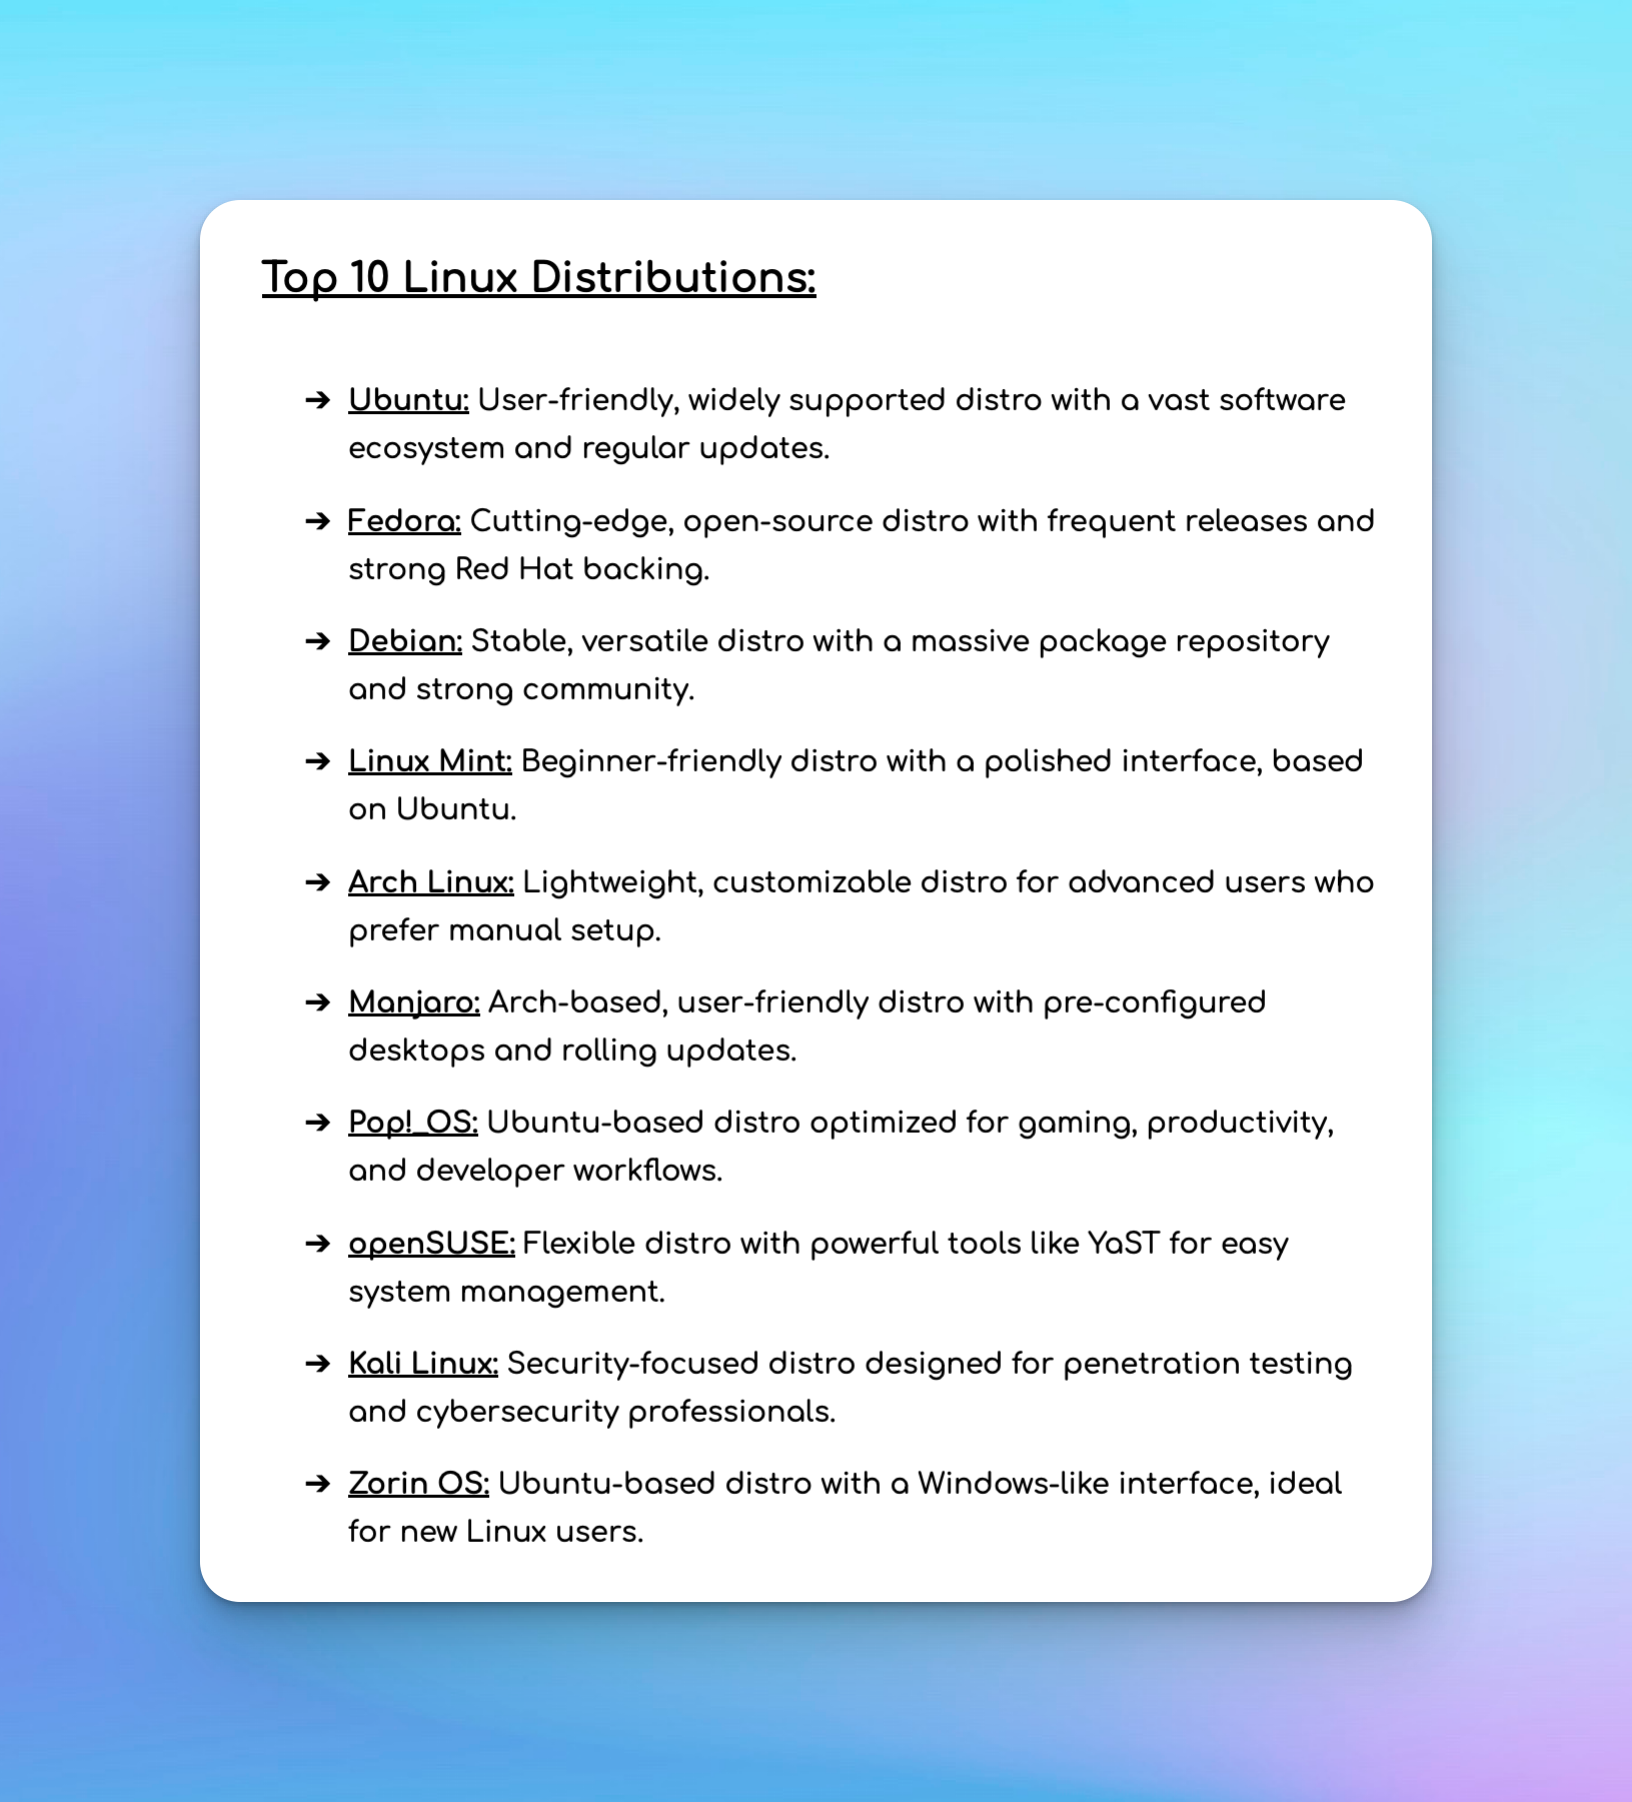 Top 10 Linux Distributions:
➔ Ubuntu: User-friendly, widely supported distro with a vast software
ecosystem and regular updates.
➔ Fedora: Cutting-edge, open-source distro with frequent releases and
strong Red Hat backing.
➔ Debian: Stable, versatile distro with a massive package repository
and strong community.
➔ Linux Mint: Beginner-friendly distro with a polished interface, based
on Ubuntu.
➔ Arch Linux: Lightweight, customizable distro for advanced users who
prefer manual setup.
➔ Manjaro: Arch-based, user-friendly distro with pre-configured
desktops and rolling updates.
➔ Pop!_OS: Ubuntu-based distro optimized for gaming, productivity,
and developer workflows.
➔ openSUSE: Flexible distro with powerful tools like YaST for easy
system management.
➔ Kali Linux: Security-focused distro designed for penetration testing
and cybersecurity professionals.
➔ Zorin OS: Ubuntu-based distro with a Windows-like interface, ideal
for new Linux users.